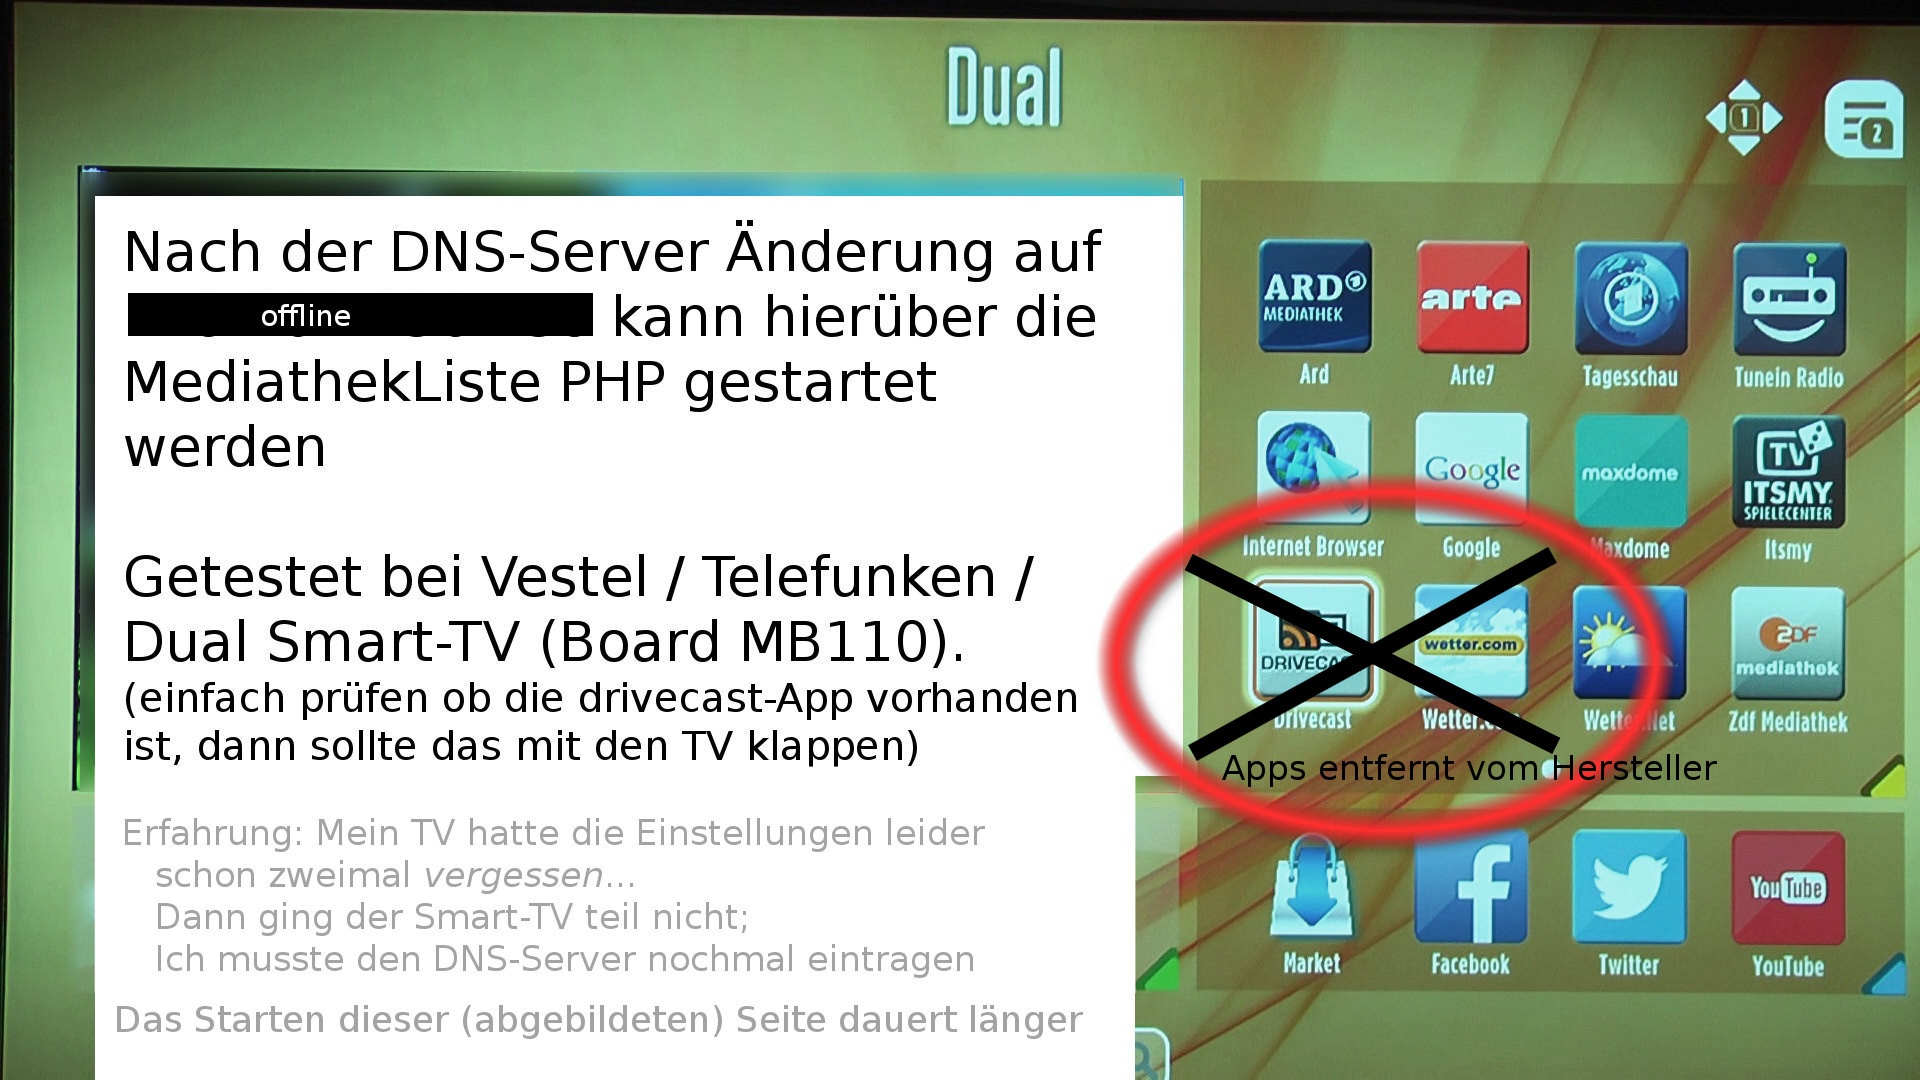 Dual
1
2
Nach der DNS-Server Änderung auf
offline kann hierüber die
MediathekListe PHP gestartet
werden
Getestet bei Vestel / Telefunken /
Dual Smart-TV (Board MB110).
(einfach prüfen ob die drivecast-App vorhanden
ist, dann sollte das mit den TV klappen)
Erfahrung: Mein TV hatte die Einstellungen leider
schon zweimal vergessen...
Dann ging der Smart-TV teil nicht;
Ich musste den DNS-Server nochmal eintragen
Das Starten dieser (abgebildeten) Seite dauert länger
ARD 1
MEDIATHEK
arte
1
Ard
Arte7
Tagesschau
Tunein Radio
Google
maxdome
TV
ITSMY
SPIELECENTER
Internet Browser
Google
Maxdome
Itsmy
DRIVECAST
wetter.com
ZDF
mediathek
Drivecast
Wetter.com
Wetter.Net
Zdf Mediathek
Apps entfernt vom Hersteller
f
YouTube
Market
Facebook
Twitter
YouTube